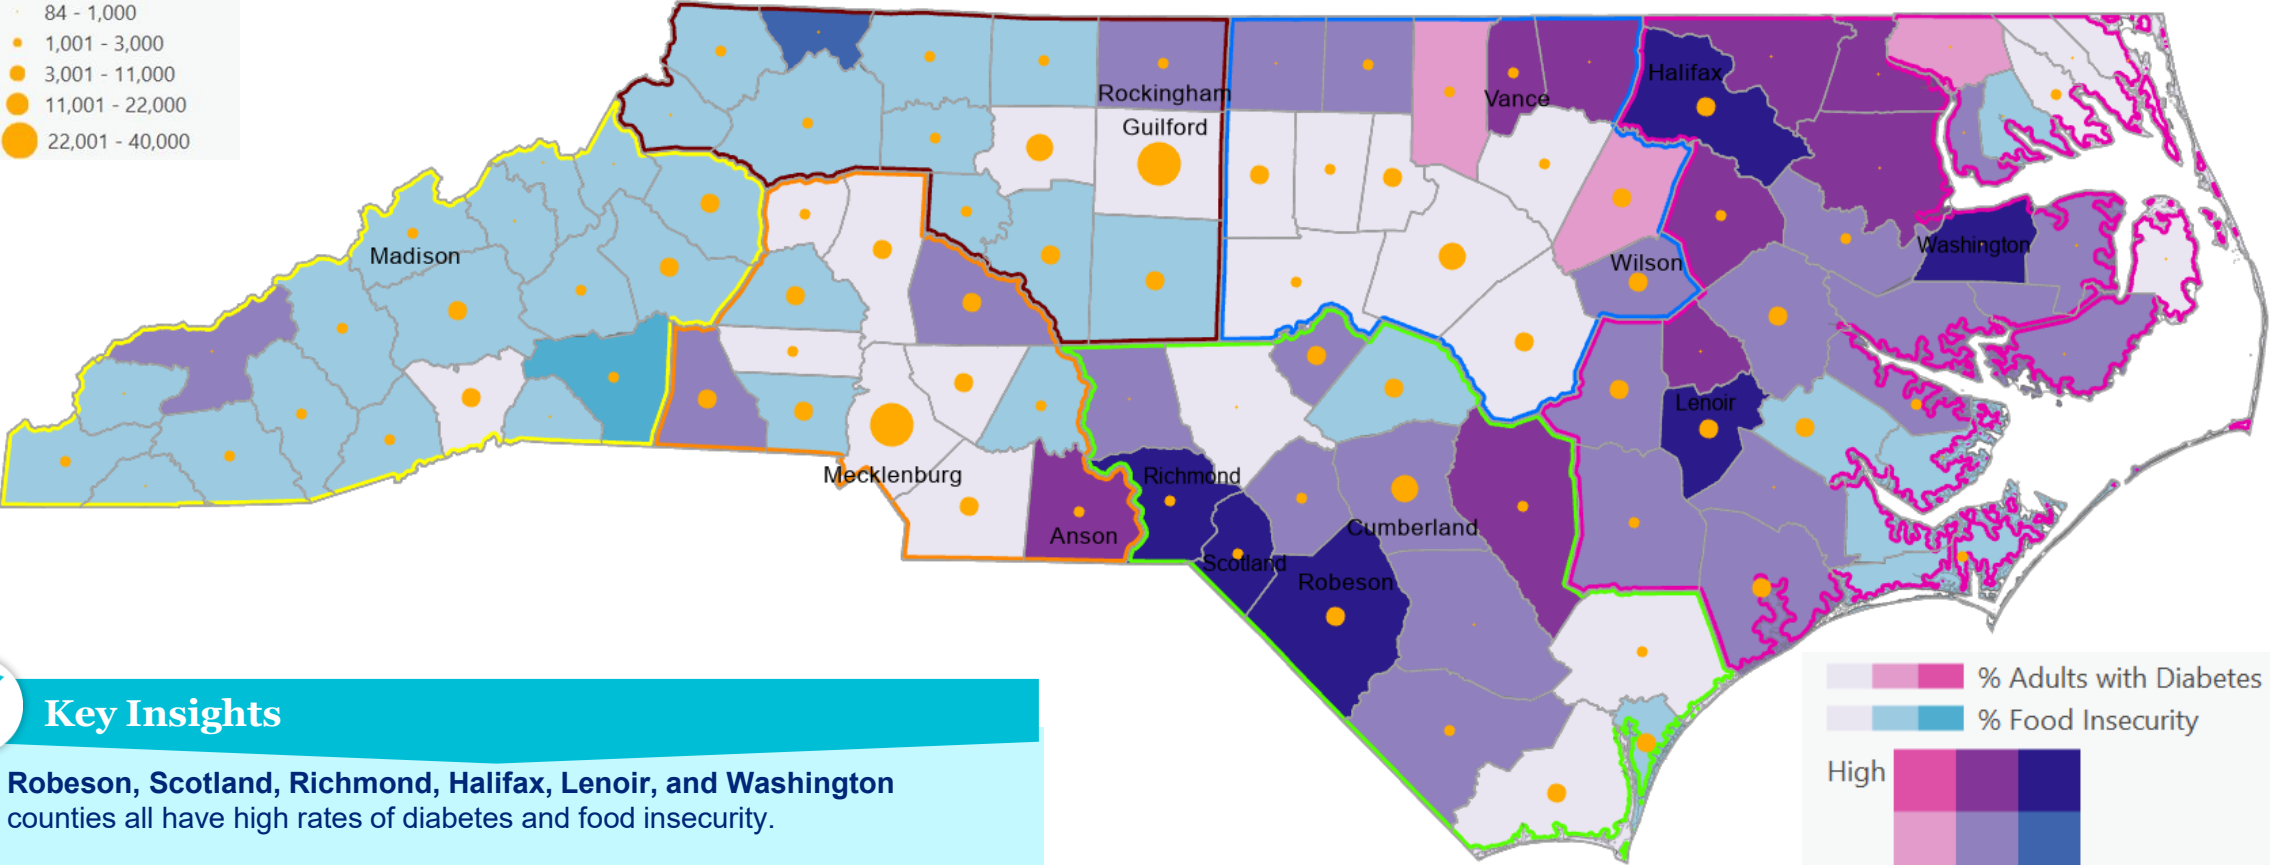 84 - 1,000
1,001 - 3,000
3,001 - 11,000
11,001 - 22,000
22,001 - 40,000
Rockingham
Guilford
Vance
Halifax
Madison
Wilson
Washington
Lenoir
Mecklenburg
Anson
Richmond
Scotland
Cumberland
Robeson
% Adults with Diabetes
% Food Insecurity
High
Key Insights
Robeson, Scotland, Richmond, Halifax, Lenoir, and Washington
counties all have high rates of diabetes and food insecurity.